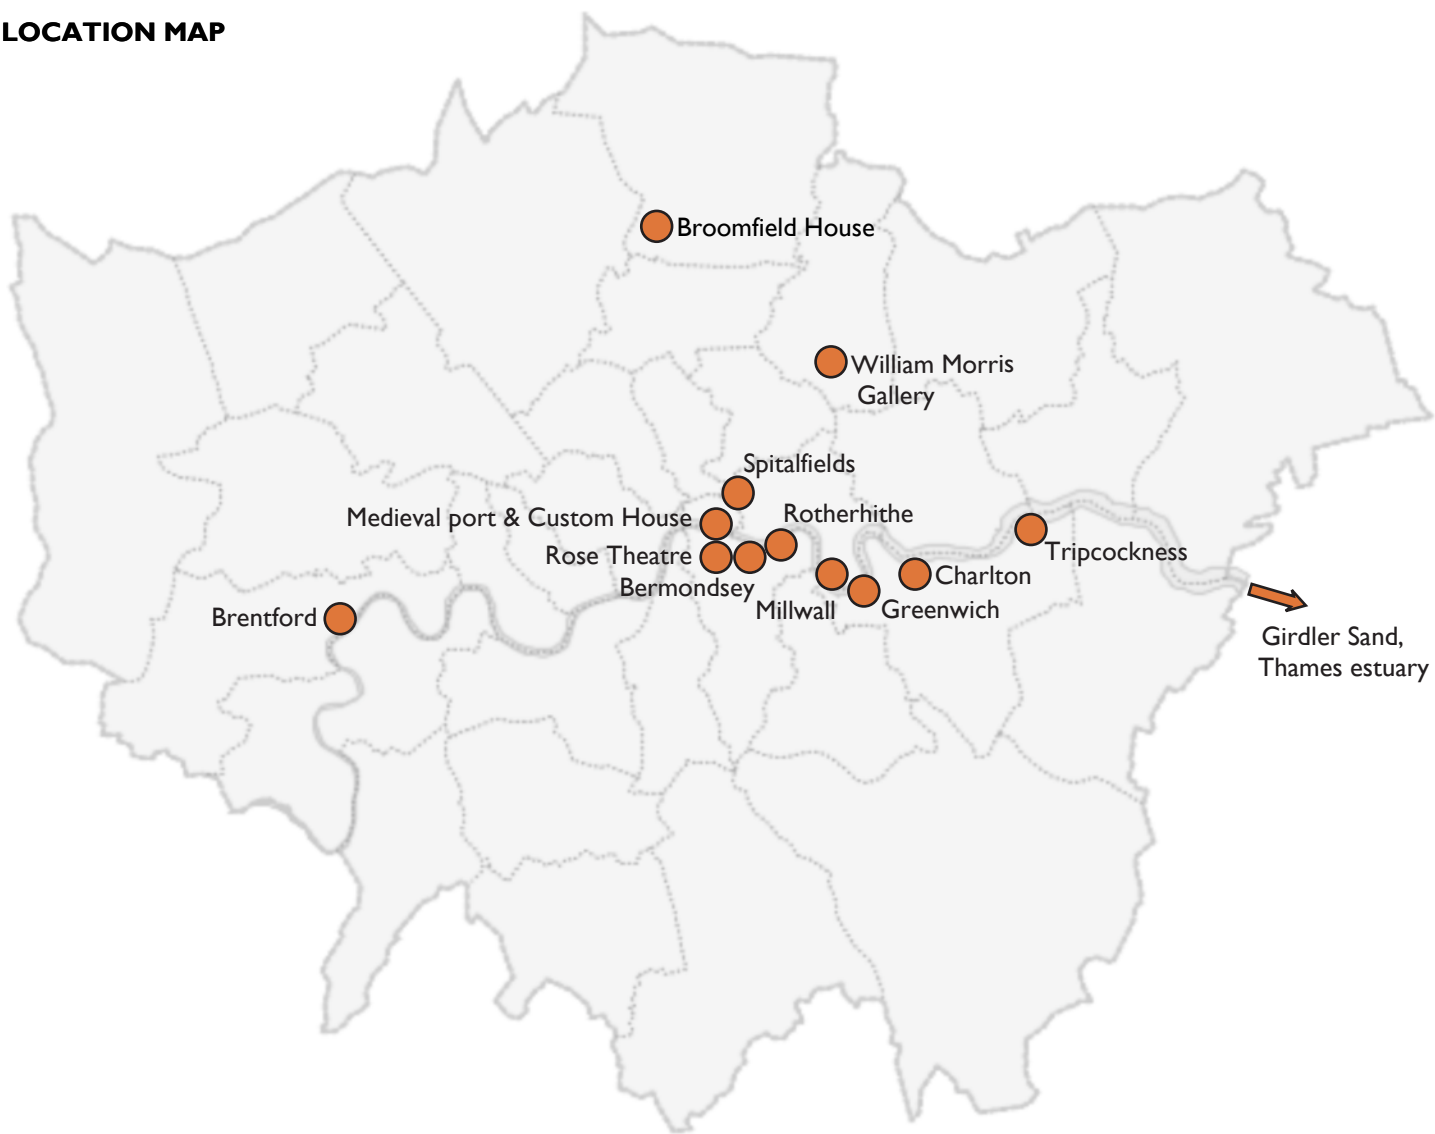 LOCATION MAP
Broomfield House
William Morris
Gallery
Spitalfields
Medieval port & Custom House
Rotherhithe
Rose Theatre
Tripcockness
Bermondsey
Charlton
Millwall
Greenwich
Brentford
Girdler Sand,
Thames estuary